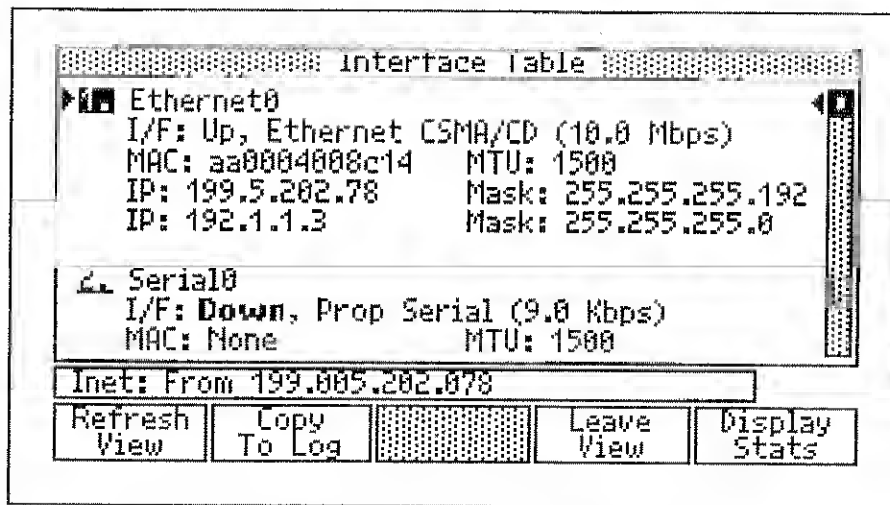 Interface Table
1. Ethernet0
I/F: Up, Ethernet CSMA/CD (10.0 Mbps)
MAC: aa0004008c14 MTU: 1500
IP: 199.5.202.78 Mask: 255.255.255.192
IP: 192.1.1.3 Mask: 255.255.255.0
2. Serial0
I/F: Down, Prop Serial (9.0 Kbps)
MAC: None MTU: 1500
Inet: From 199.005.202.078
Refresh View
Copy To Log
Leave View
Display Stats